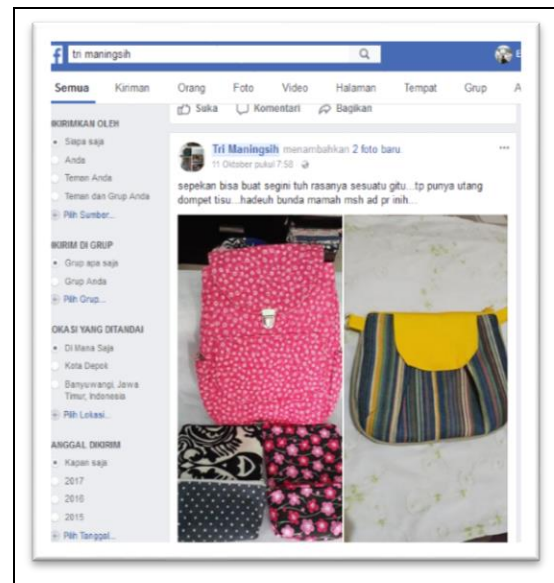 tri maningsih
Semua Kiriman Orang Foto Video Halaman Tempat Grup
Suka Komentari Bagikan
DIKIRIMKAN OLEH
Siapa saja
Anda
Teman Anda
Teman dan Grup Anda
Pilih Sumber...
DIKIRIM DI GRUP
Grup apa saja
Grup Anda
Pilih Grup...
LOKASI YANG DITANDAI
Di Mana Saja
Kota Depok
Banyuwangi, Jawa
Timur, Indonesia
Pilih Lokasi...
TANGGAL DIKIRIM
Kapan saja
2017
2016
2015
Pilih Tanggal...
Tri Maningsih menambahkan 2 foto baru.
11 Oktober pukul 7:58
sepekan bisa buat segini tuh rasanya sesuatu gitu...tp punya utang
dompet tisu...hadeuh bunda mamah msh ad pr inih...